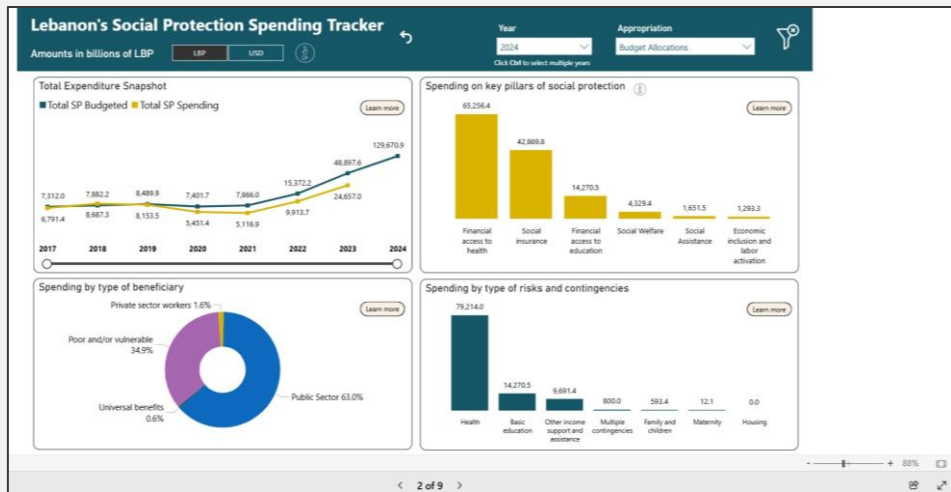 Lebanon's Social Protection Spending Tracker
Amounts in billions of LBP
LBP
USD
Year
2024
Click Ctrl to select multiple years
Appropriation
Budget Allocations
Total Expenditure Snapshot
Total SP Budgeted
Total SP Spending
Learn more
129,670.9
48,897.6
15,372.2
24,657.0
7,312.0
7,882.2
8,489.9
7,401.7
7,866.0
9,913.7
6,791.4
8,687.3
8,153.5
5,451.4
5,116.9
2017
2018
2019
2020
2021
2022
2023
2024
Spending on key pillars of social protection
Learn more
65,256.4
42,869.8
14,270.5
4,329.4
1,651.5
1,293.3
Financial
access to
health
Social
insurance
Financial
access to
education
Social Welfare
Social
Assistance
Economic
inclusion and
labor
activation
Spending by type of beneficiary
Learn more
Private sector workers 1.6%
Poor and/or vulnerable
34.9%
Universal benefits
0.6%
Public Sector 63.0%
Spending by type of risks and contingencies
Learn more
79,214.0
14,270.5
9,691.4
800.0
593.4
12.1
0.0
Health
Basic
education
Other income
support and
assistance
Multiple
contingencies
Family and
children
Maternity
Housing
- + 88%
< 2 of 9 >